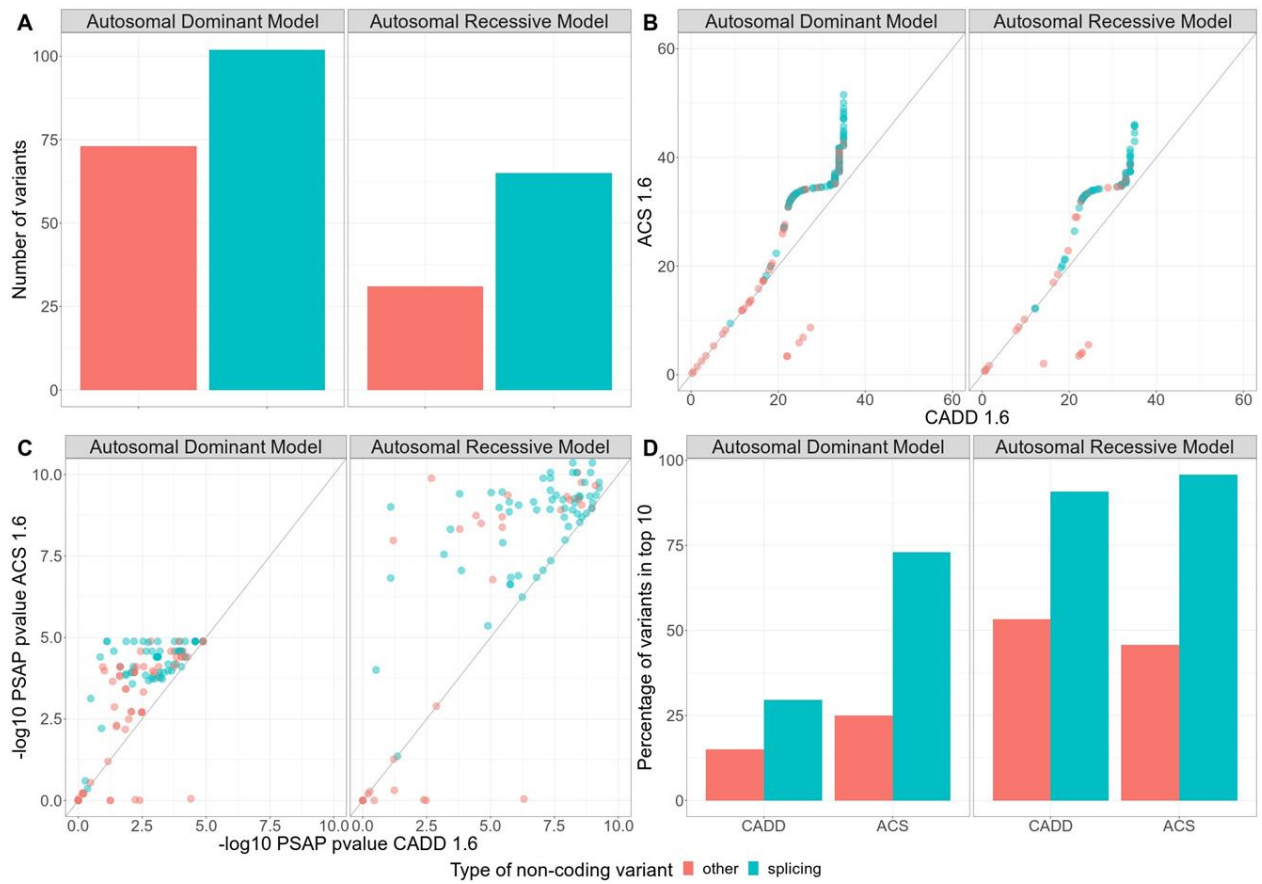 A
Autosomal Dominant Model
Autosomal Recessive Model
Number of variants
100
75
50
25
0
B
Autosomal Dominant Model
Autosomal Recessive Model
ACS 1.6
60
40
20
0
0
20
40
60
0
20
40
60
CADD 1.6
C
Autosomal Dominant Model
Autosomal Recessive Model
-log10 PSAP pvalue ACS 1.6
10.0
7.5
5.0
2.5
0.0
0.0
2.5
5.0
7.5
10.0
0.0
2.5
5.0
7.5
10.0
-log10 PSAP pvalue CADD 1.6
D
Autosomal Dominant Model
Autosomal Recessive Model
Percentage of variants in top 10
100
75
50
25
0
CADD
ACS
CADD
ACS
Type of non-coding variant other splicing